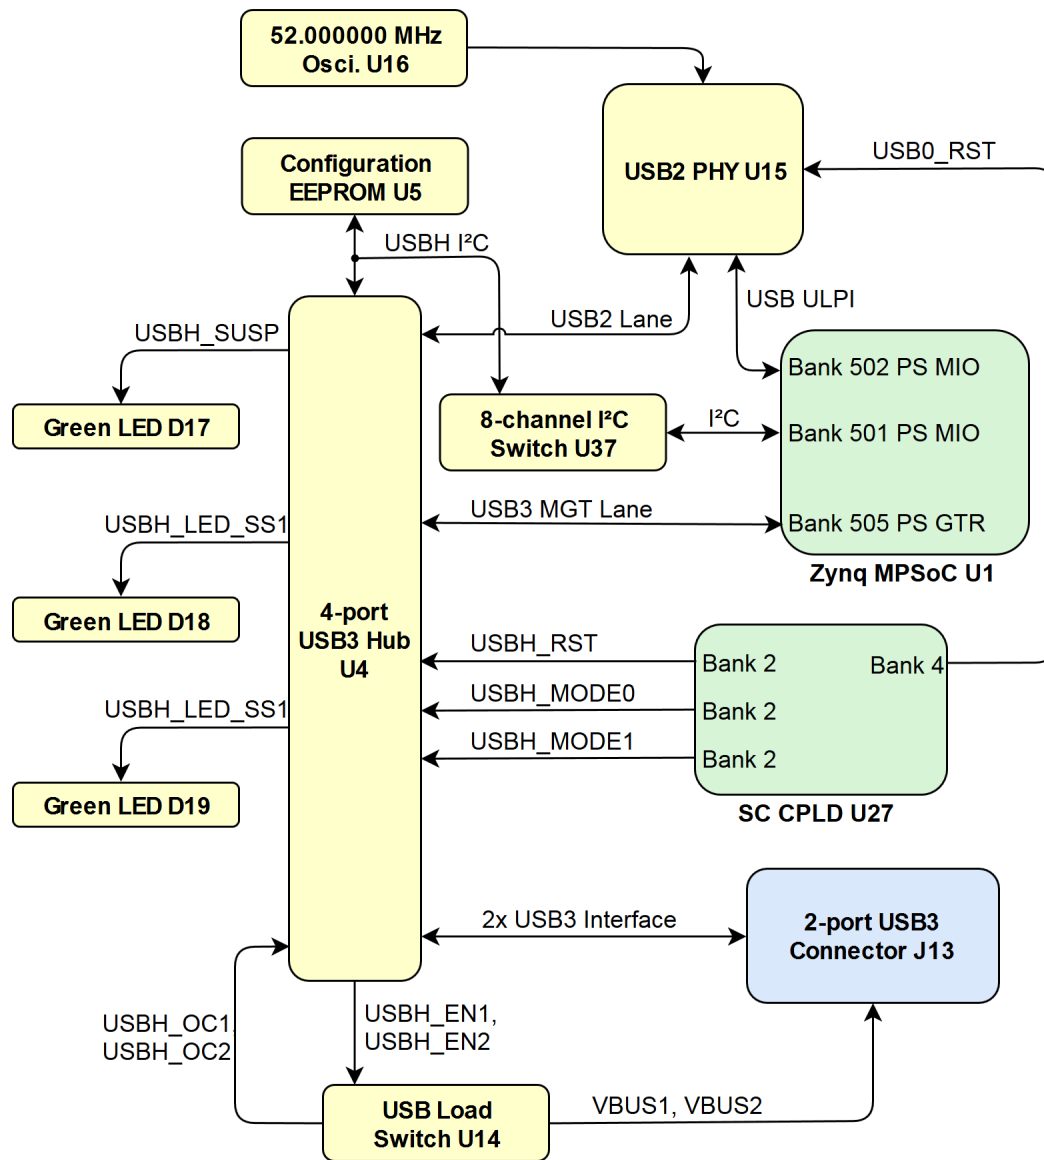 52.000000 MHz
Osci. U16
USB2 PHY U15
USB0_RST
Configuration
EEPROM U5
USBH I²C
USB ULPI
USB2 Lane
USBH_SUSP
Bank 502 PS MIO
Green LED D17
8-channel I²C
Switch U37
I²C
Bank 501 PS MIO
USB3 MGT Lane
Bank 505 PS GTR
USBH_LED_SS1
Zynq MPSoC U1
Green LED D18
4-port
USB3 Hub
U4
USBH_RST
Bank 2
Bank 4
USBH_MODE0
Bank 2
USBH_LED_SS1
USBH_MODE1
Bank 2
Green LED D19
SC CPLD U27
2x USB3 Interface
2-port USB3
Connector J13
USBH_OC1,
USBH_OC2
USBH_EN1,
USBH_EN2
USB Load
Switch U14
VBUS1, VBUS2